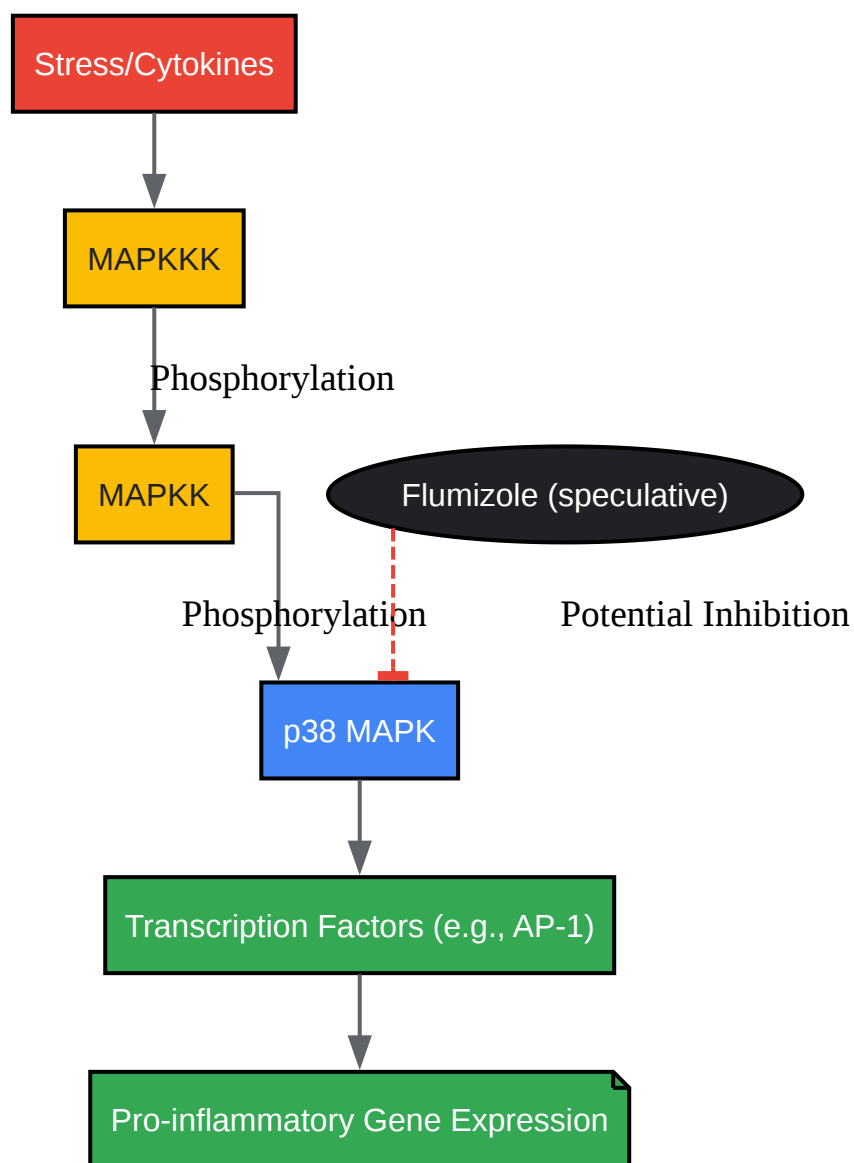 Stress/Cytokines
MAPKKK
Phosphorylation
MAPKK
Flumizole (speculative)
Phosphorylation
Potential Inhibition
p38 MAPK
Transcription Factors (e.g., AP-1)
Pro-inflammatory Gene Expression